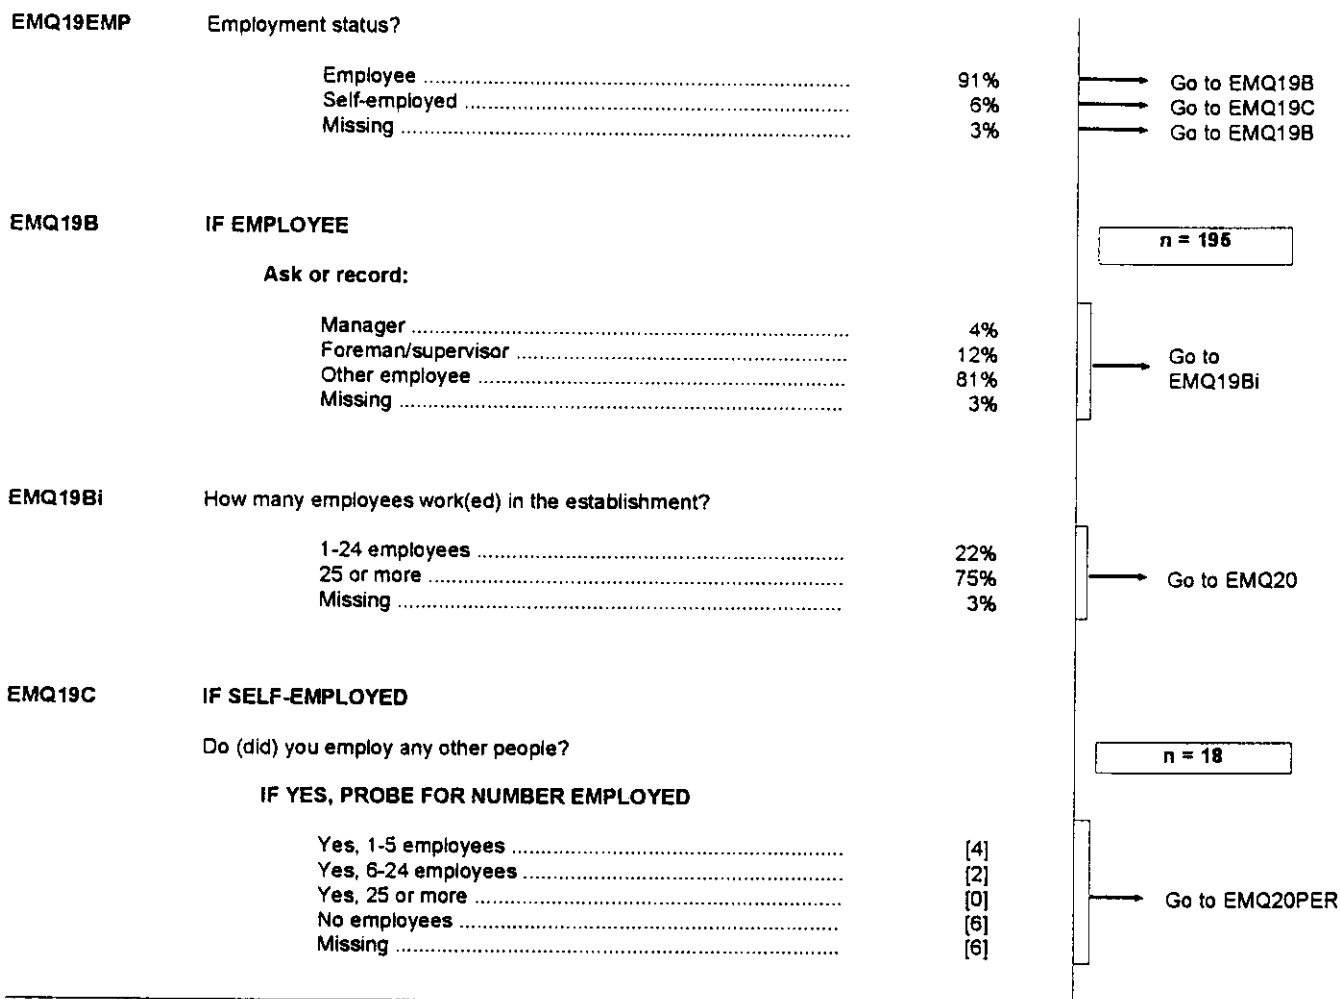 EMQ19EMP Employment status?
Employee ........ 91% Go to EMQ19B
Self-employed ........ 6% Go to EMQ19C
Missing ........ 3% Go to EMQ19B
EMQ19B IF EMPLOYEE
n = 195
Ask or record:
Manager ........ 4%
Foreman/supervisor ........ 12%
Other employee ........ 81%
Missing ........ 3%
Go to
EMQ19Bi
EMQ19Bi How many employees work(ed) in the establishment?
1-24 employees ........ 22%
25 or more ........ 75%
Missing ........ 3%
Go to EMQ20
EMQ19C IF SELF-EMPLOYED
Do (did) you employ any other people?
n = 18
IF YES, PROBE FOR NUMBER EMPLOYED
Yes, 1-5 employees ........ [4]
Yes, 6-24 employees ........ [2]
Yes, 25 or more ........ [0]
No employees ........ [6]
Missing ........ [6]
Go to EMQ20PER